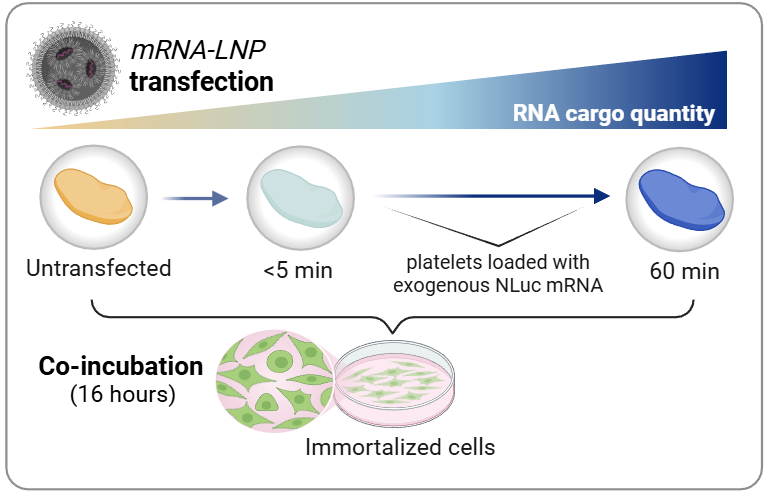 mRNA-LNP
transfection
RNA cargo quantity
Untransfected
<5 min
platelets loaded with
exogenous NLuc mRNA
60 min
Co-incubation
(16 hours)
Immortalized cells